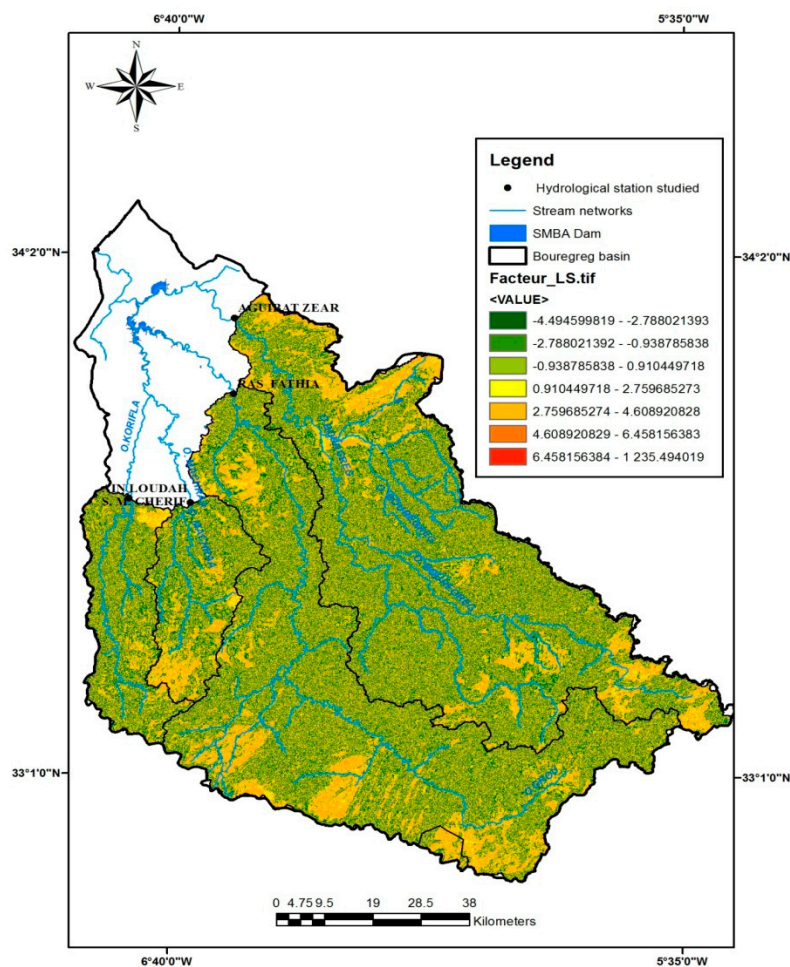 6°40'0"W 5°35'0"W
N
W E
S
Legend
Hydrological station studied
Stream networks
SMBA Dam
Bouregreg basin
Facteur_LS.tif
<VALUE>
-4.494599819 - -2.788021393
-2.788021392 - -0.938785838
-0.938785838 - 0.910449718
0.910449718 - 2.759685273
2.759685274 - 4.608920828
4.608920829 - 6.458156383
6.458156384 - 1 235.494019
34°2'0"N 34°2'0"N
AGUIBAT ZEAR
RAS FATHIA
O.KORIFLA
LOUDAH
S. M CHERIF
33°1'0"N 33°1'0"N
0 4.75 9.5 19 28.5 38
Kilometers
6°40'0"W 5°35'0"W